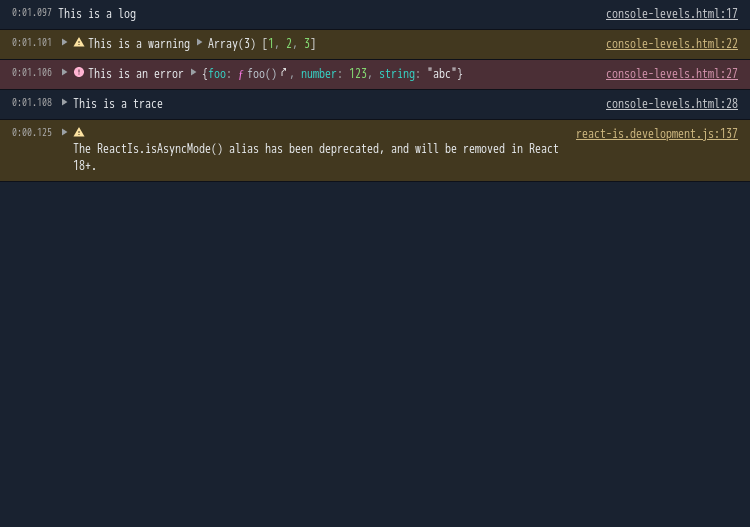 0:01.097 This is a log console-levels.html:17
0:01.101 This is a warning Array(3) [1, 2, 3] console-levels.html:22
0:01.106 This is an error {foo: ƒ foo(), number: 123, string: "abc"} console-levels.html:27
0:01.108 This is a trace console-levels.html:28
0:00.125 react-is.development.js:137
The ReactIs.isAsyncMode() alias has been deprecated, and will be removed in React
18+.